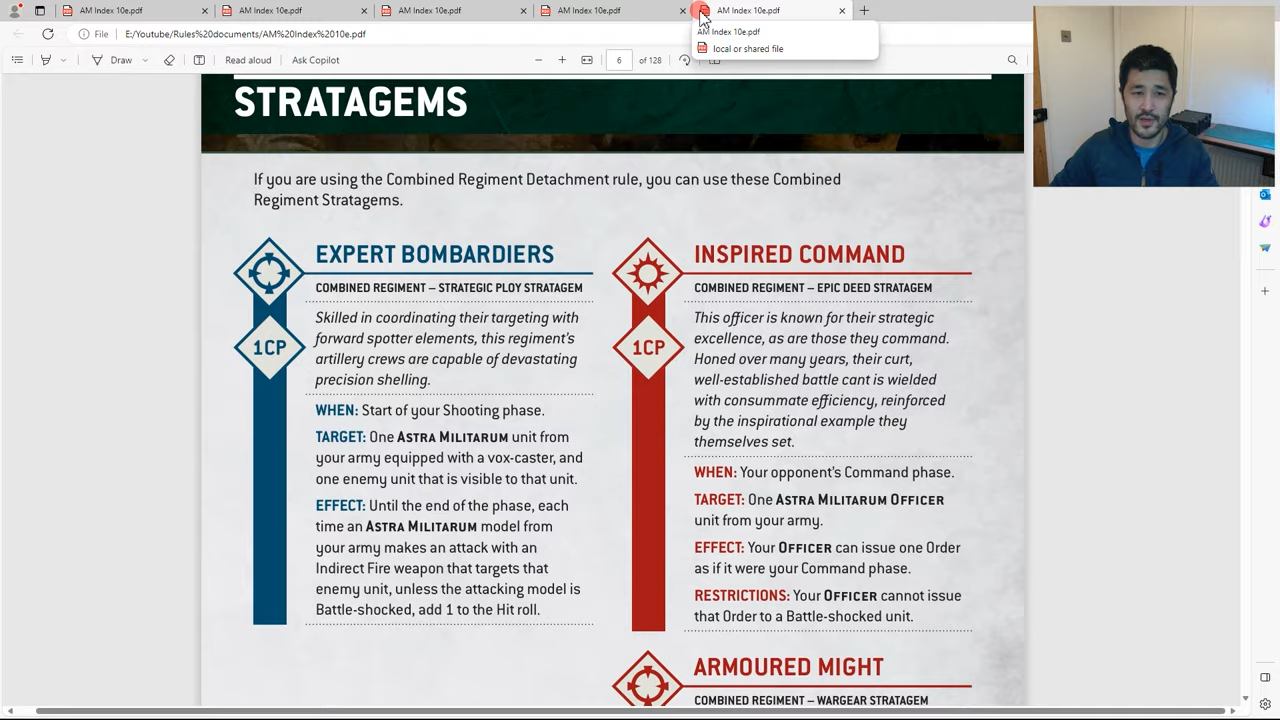 AM Index 10e.pdf
AM Index 10e.pdf
AM Index 10e.pdf
AM Index 10e.pdf
AM Index 10e.pdf
File
E:/Youtube/Rules%20documents/AM%20Index%2010e.pdf
AM Index 10e.pdf
local or shared file
Draw
Read aloud
Ask Copilot
6
of 128
STRATAGEMS
If you are using the Combined Regiment Detachment rule, you can use these Combined
Regiment Stratagems.
EXPERT BOMBARDIERS
COMBINED REGIMENT – STRATEGIC PLOY STRATAGEM
1CP
Skilled in coordinating their targeting with
forward spotter elements, this regiment's
artillery crews are capable of devastating
precision shelling.
WHEN: Start of your Shooting phase.
TARGET: One ASTRA MILITARUM unit from
your army equipped with a vox-caster, and
one enemy unit that is visible to that unit.
EFFECT: Until the end of the phase, each
time an ASTRA MILITARUM model from
your army makes an attack with an
Indirect Fire weapon that targets that
enemy unit, unless the attacking model is
Battle-shocked, add 1 to the Hit roll.
INSPIRED COMMAND
COMBINED REGIMENT – EPIC DEED STRATAGEM
1CP
This officer is known for their strategic
excellence, as are those they command.
Honed over many years, their curt,
well-established battle cant is wielded
with consummate efficiency, reinforced
by the inspirational example they
themselves set.
WHEN: Your opponent's Command phase.
TARGET: One ASTRA MILITARUM OFFICER
unit from your army.
EFFECT: Your OFFICER can issue one Order
as if it were your Command phase.
RESTRICTIONS: Your OFFICER cannot issue
that Order to a Battle-shocked unit.
ARMOURED MIGHT
COMBINED REGIMENT – WARGEAR STRATAGEM